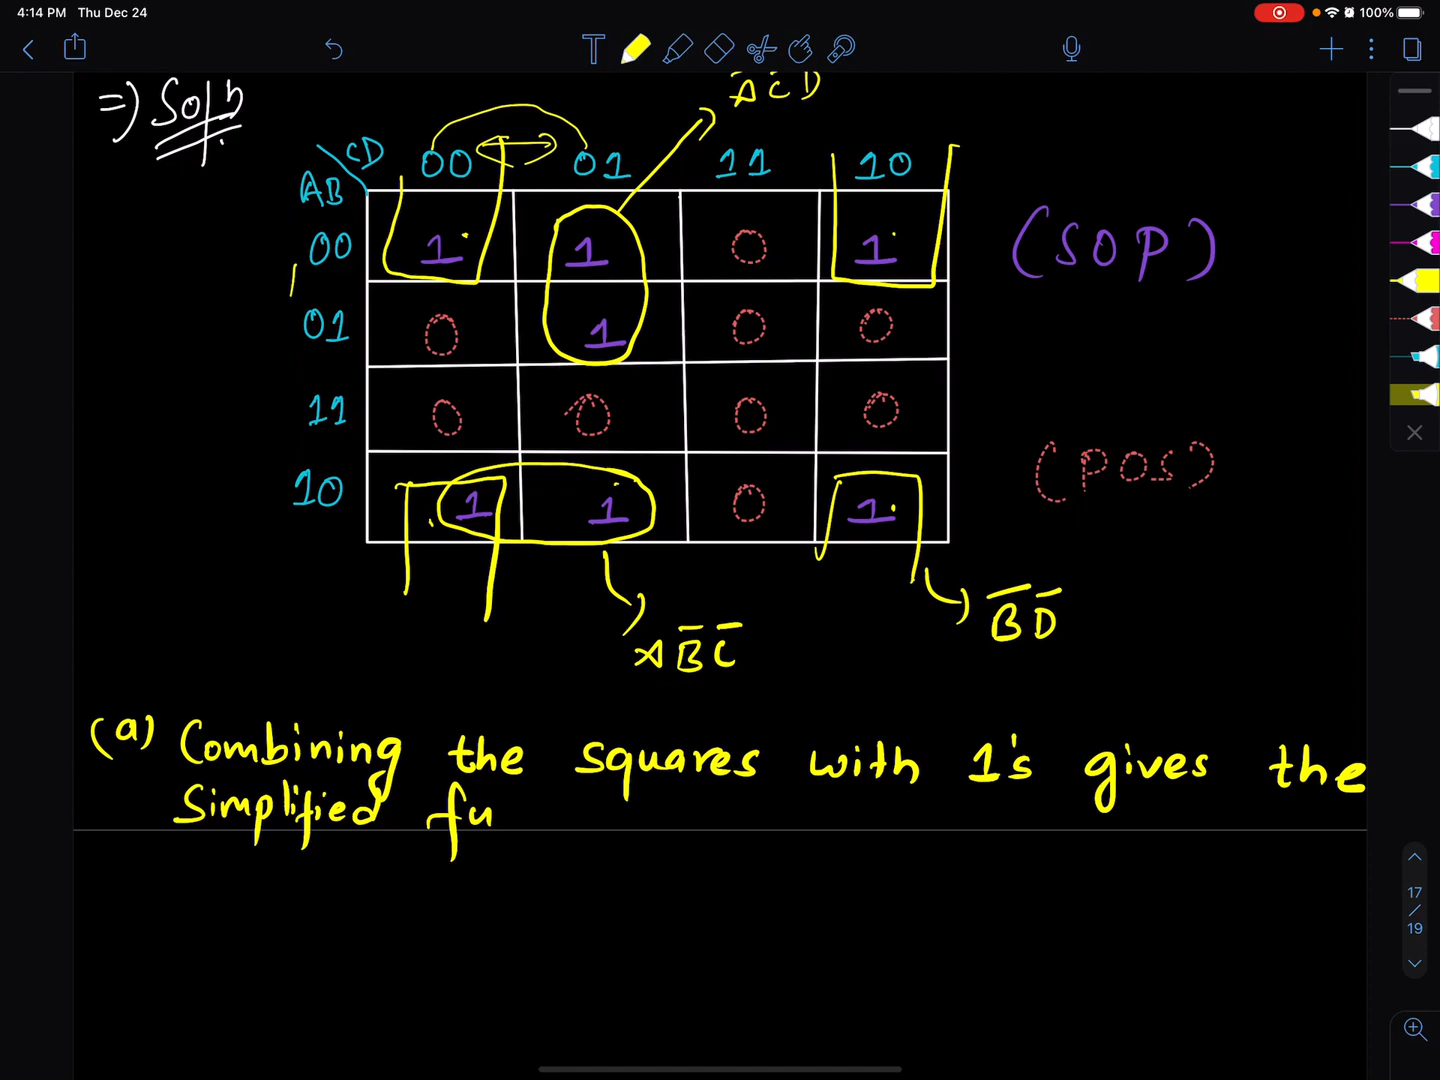 4:14 PM Thu Dec 24
100%
=) Soln
A̅ C̅ D
CD
AB
00 01 11 10
00 1 1 0 1
(SOP)
01 0 1 0 0
11 0 0 0 0
10 1 1 0 1
(POS)
B̅ D̅
A B̅ C̅
(a) Combining the squares with 1's gives the
Simplified fu
17
/
19